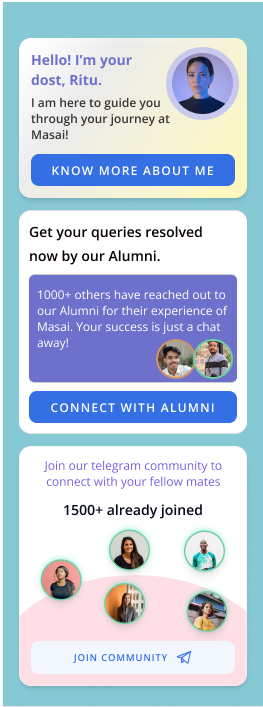 Hello! I'm your
dost, Ritu.
I am here to guide you
through your journey at
Masai!
KNOW MORE ABOUT ME
Get your queries resolved
now by our Alumni.
1000+ others have reached out to
our Alumni for their experience of
Masai. Your success is just a chat
away!
CONNECT WITH ALUMNI
Join our telegram community to
connect with your fellow mates
1500+ already joined
JOIN COMMUNITY